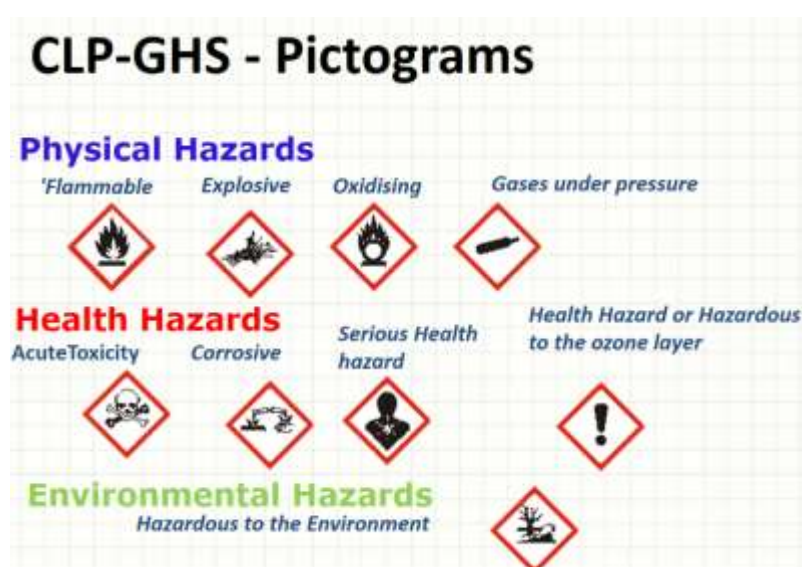 CLP-GHS - Pictograms
Physical Hazards
'Flammable Explosive Oxidising Gases under pressure
Health Hazards
AcuteToxicity Corrosive Serious Health
hazard
Health Hazard or Hazardous
to the ozone layer
Environmental Hazards
Hazardous to the Environment